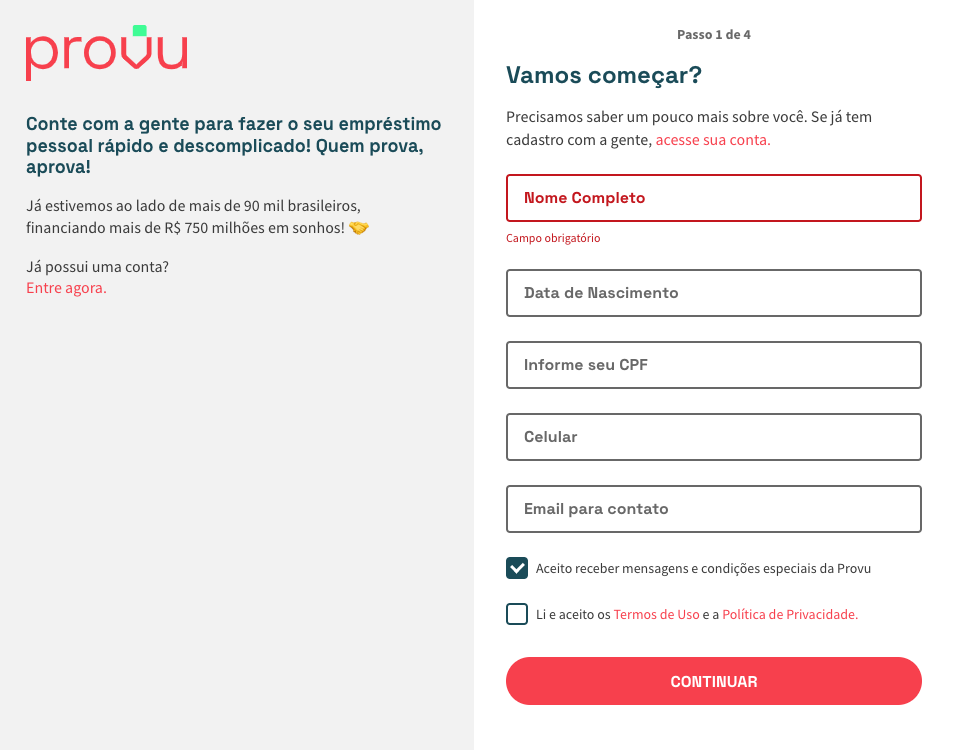 provu
Conte com a gente para fazer o seu empréstimo
pessoal rápido e descomplicado! Quem prova,
aprova!
Já estivemos ao lado de mais de 90 mil brasileiros,
financiando mais de R$ 750 milhões em sonhos! 🤝
Já possui uma conta?
Entre agora.
Passo 1 de 4
Vamos começar?
Precisamos saber um pouco mais sobre você. Se já tem
cadastro com a gente, acesse sua conta.
Nome Completo
Campo obrigatório
Data de Nascimento
Informe seu CPF
Celular
Email para contato
Aceito receber mensagens e condições especiais da Provu
Li e aceito os Termos de Uso e a Política de Privacidade.
CONTINUAR